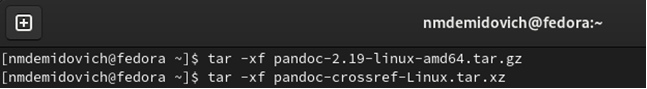 nmdemidovich@fedora:~
[nmdemidovich@fedora ~]$ tar -xf pandoc-2.19-linux-amd64.tar.gz
[nmdemidovich@fedora ~]$ tar -xf pandoc-crossref-Linux.tar.xz